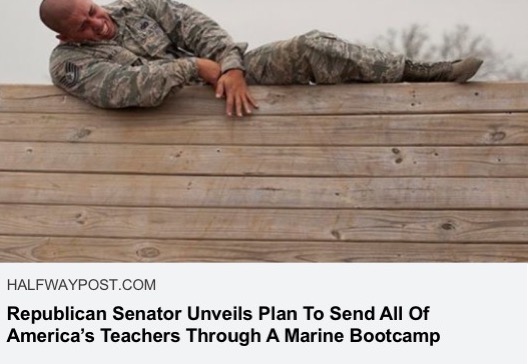 HALFWAYPOST.COM
Republican Senator Unveils Plan To Send All Of
America's Teachers Through A Marine Bootcamp